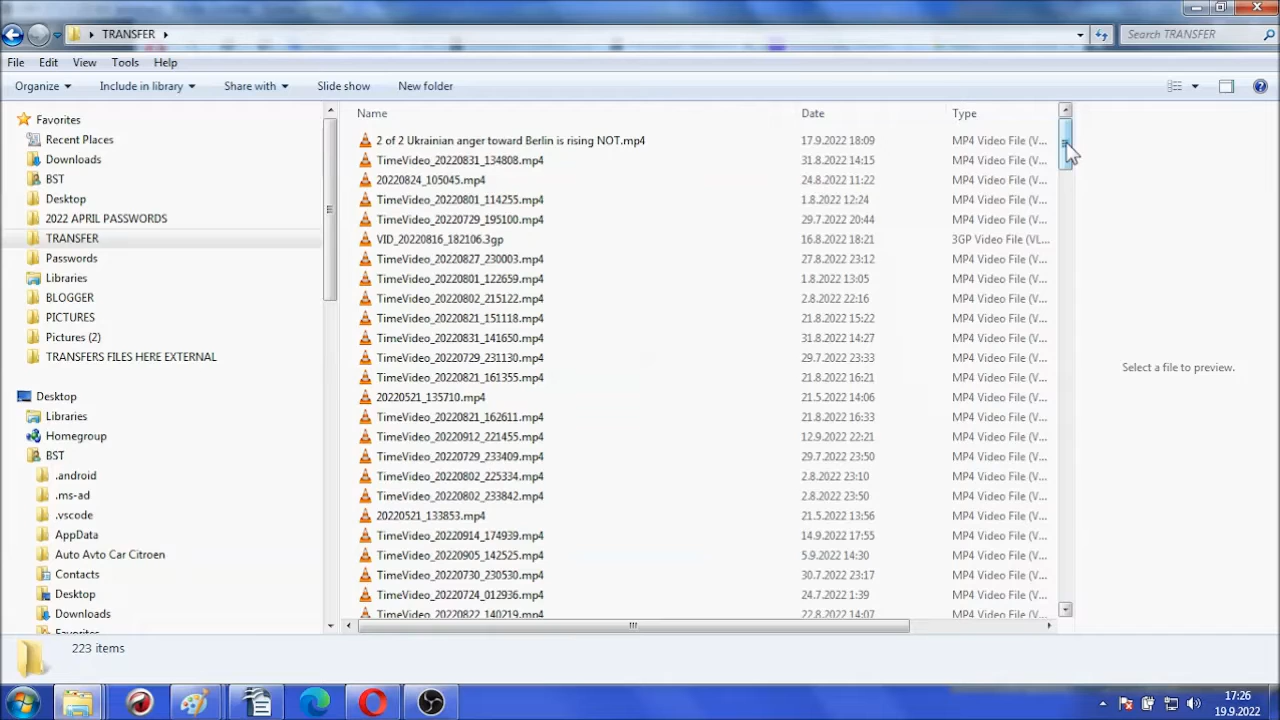 TRANSFER
Search TRANSFER
File Edit View Tools Help
Organize Include in library Share with Slide show New folder
Favorites
Recent Places
Downloads
BST
Desktop
2022 APRIL PASSWORDS
TRANSFER
Passwords
Libraries
BLOGGER
PICTURES
Pictures (2)
TRANSFERS FILES HERE EXTERNAL
Desktop
Libraries
Homegroup
BST
.android
.ms-ad
.vscode
AppData
Auto Avto Car Citroen
Contacts
Desktop
Downloads
Favorites
Name Date Type
2 of 2 Ukrainian anger toward Berlin is rising NOT.mp4 17.9.2022 18:09 MP4 Video File (V...
TimeVideo_20220831_134808.mp4 31.8.2022 14:15 MP4 Video File (V...
20220824_105045.mp4 24.8.2022 11:22 MP4 Video File (V...
TimeVideo_20220801_114255.mp4 1.8.2022 12:24 MP4 Video File (V...
TimeVideo_20220729_195100.mp4 29.7.2022 20:44 MP4 Video File (V...
VID_20220816_182106.3gp 16.8.2022 18:21 3GP Video File (VL...
TimeVideo_20220827_230003.mp4 27.8.2022 23:12 MP4 Video File (V...
TimeVideo_20220801_122659.mp4 1.8.2022 13:05 MP4 Video File (V...
TimeVideo_20220802_215122.mp4 2.8.2022 22:16 MP4 Video File (V...
TimeVideo_20220821_151118.mp4 21.8.2022 15:22 MP4 Video File (V...
TimeVideo_20220831_141650.mp4 31.8.2022 14:27 MP4 Video File (V...
TimeVideo_20220729_231130.mp4 29.7.2022 23:33 MP4 Video File (V...
TimeVideo_20220821_161355.mp4 21.8.2022 16:21 MP4 Video File (V...
20220521_135710.mp4 21.5.2022 14:06 MP4 Video File (V...
TimeVideo_20220821_162611.mp4 21.8.2022 16:33 MP4 Video File (V...
TimeVideo_20220912_221455.mp4 12.9.2022 22:21 MP4 Video File (V...
TimeVideo_20220729_233409.mp4 29.7.2022 23:50 MP4 Video File (V...
TimeVideo_20220802_225334.mp4 2.8.2022 23:10 MP4 Video File (V...
TimeVideo_20220802_233842.mp4 2.8.2022 23:50 MP4 Video File (V...
20220521_133853.mp4 21.5.2022 13:56 MP4 Video File (V...
TimeVideo_20220914_174939.mp4 14.9.2022 17:55 MP4 Video File (V...
TimeVideo_20220905_142525.mp4 5.9.2022 14:30 MP4 Video File (V...
TimeVideo_20220730_230530.mp4 30.7.2022 23:17 MP4 Video File (V...
TimeVideo_20220724_012936.mp4 24.7.2022 1:39 MP4 Video File (V...
TimeVideo_20220822_140219.mp4 22.8.2022 14:07 MP4 Video File (V...
Select a file to preview.
223 items
17:26
19.9.2022